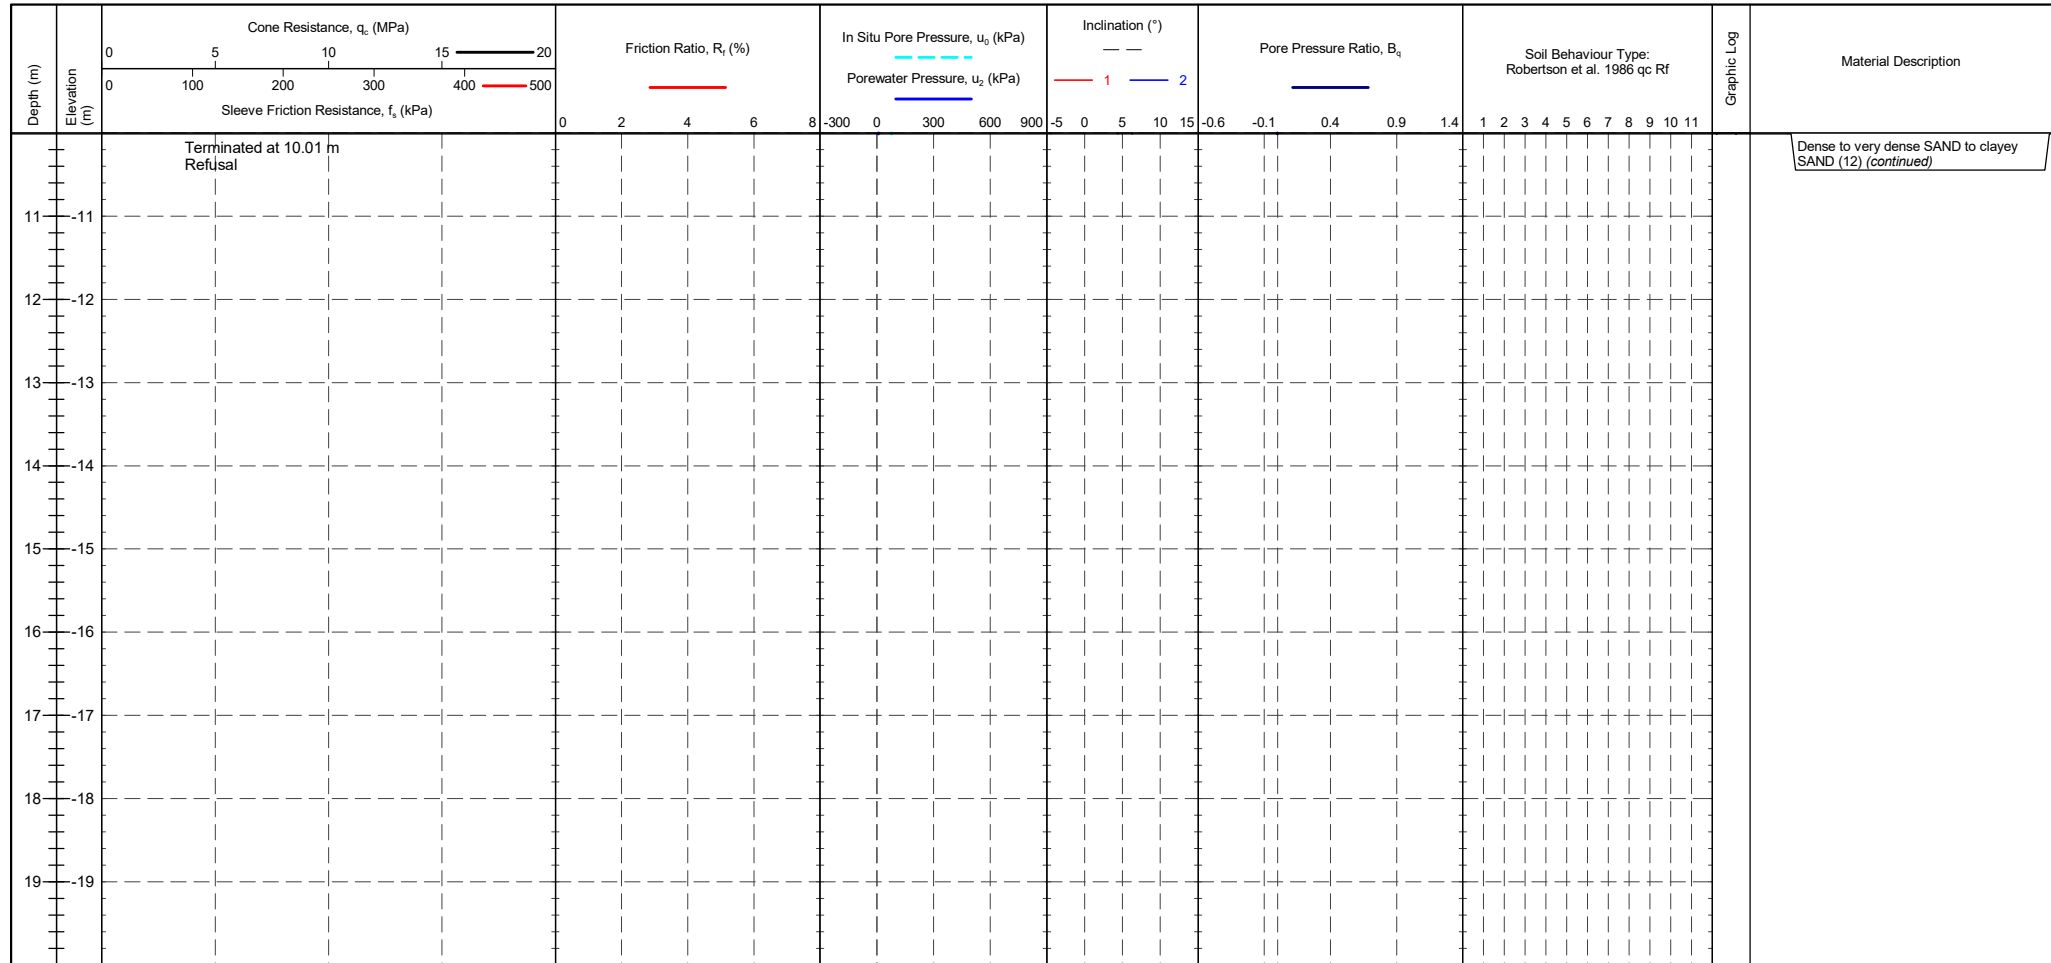 Depth (m)
Elevation
(m)
Cone Resistance, qc (MPa)
0 5 10 15 20
0 100 200 300 400 500
Sleeve Friction Resistance, fs (kPa)
Friction Ratio, Rf (%)
0 2 4 6 8
In Situ Pore Pressure, u0 (kPa)
Porewater Pressure, u2 (kPa)
-300 0 300 600 900
Inclination (°)
1 2
-5 0 5 10 15
Pore Pressure Ratio, Bq
-0.6 -0.1 0.4 0.9 1.4
Soil Behaviour Type:
Robertson et al. 1986 qc Rf
1 2 3 4 5 6 7 8 9 10 11
Graphic Log
Material Description
Terminated at 10.01 m
Refusal
Dense to very dense SAND to clayey
SAND (12) (continued)
11 -11
12 -12
13 -13
14 -14
15 -15
16 -16
17 -17
18 -18
19 -19